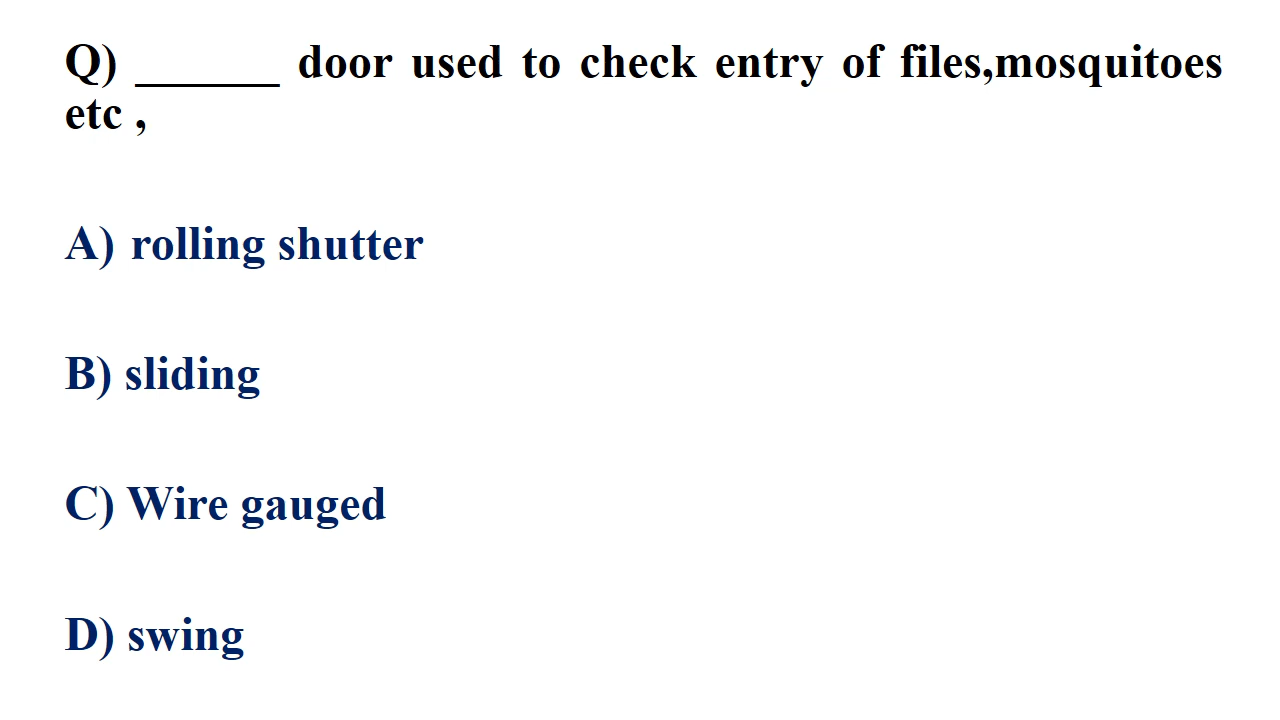 Q) ______ door used to check entry of files,mosquitoes
etc ,
A) rolling shutter
B) sliding
C) Wire gauged
D) swing